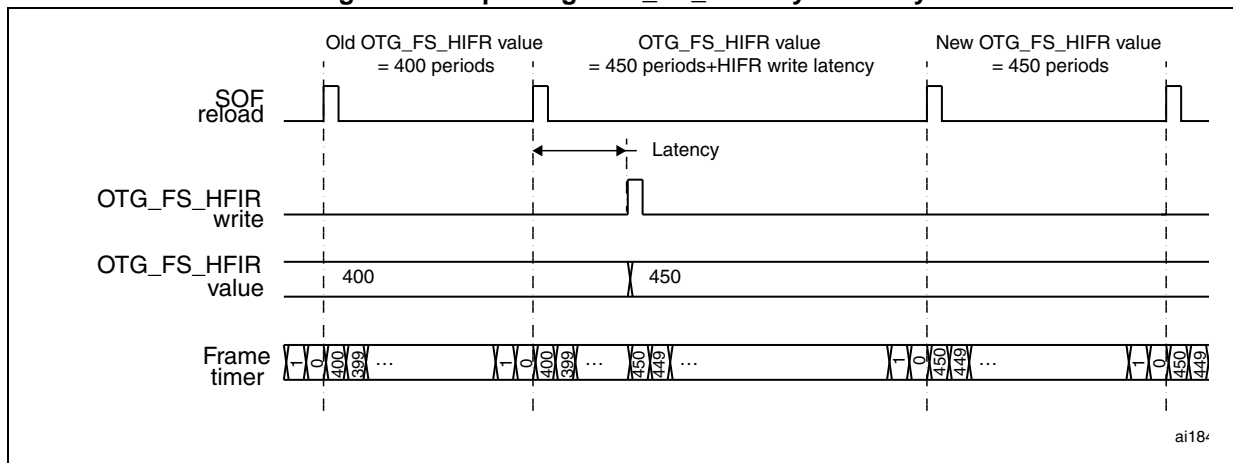 Old OTG_FS_HIFR value
= 400 periods
OTG_FS_HIFR value
= 450 periods+HIFR write latency
New OTG_FS_HIFR value
= 450 periods
SOF
reload
Latency
OTG_FS_HFIR
write
OTG_FS_HFIR
value
400
450
Frame
timer
1 0 400 399 ... 1 0 400 399 ... 450 449 ... 1 0 450 449 ... 1 0 450 449
ai184